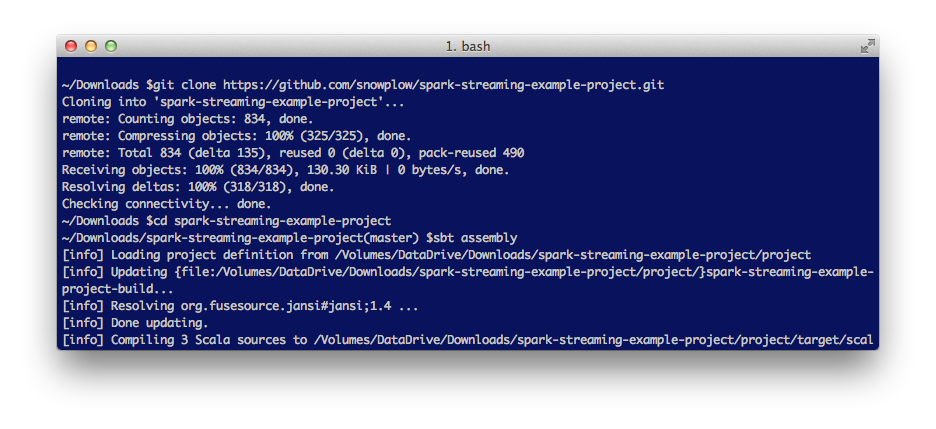 1. bash
~/Downloads $git clone https://github.com/snowplow/spark-streaming-example-project.git
Cloning into 'spark-streaming-example-project'...
remote: Counting objects: 834, done.
remote: Compressing objects: 100% (325/325), done.
remote: Total 834 (delta 135), reused 0 (delta 0), pack-reused 490
Receiving objects: 100% (834/834), 130.30 KiB | 0 bytes/s, done.
Resolving deltas: 100% (318/318), done.
Checking connectivity... done.
~/Downloads $cd spark-streaming-example-project
~/Downloads/spark-streaming-example-project(master) $sbt assembly
[info] Loading project definition from /Volumes/DataDrive/Downloads/spark-streaming-example-project/project
[info] Updating {file:/Volumes/DataDrive/Downloads/spark-streaming-example-project/project/}spark-streaming-example-
project-build...
[info] Resolving org.fusesource.jansi#jansi;1.4 ...
[info] Done updating.
[info] Compiling 3 Scala sources to /Volumes/DataDrive/Downloads/spark-streaming-example-project/project/target/scal